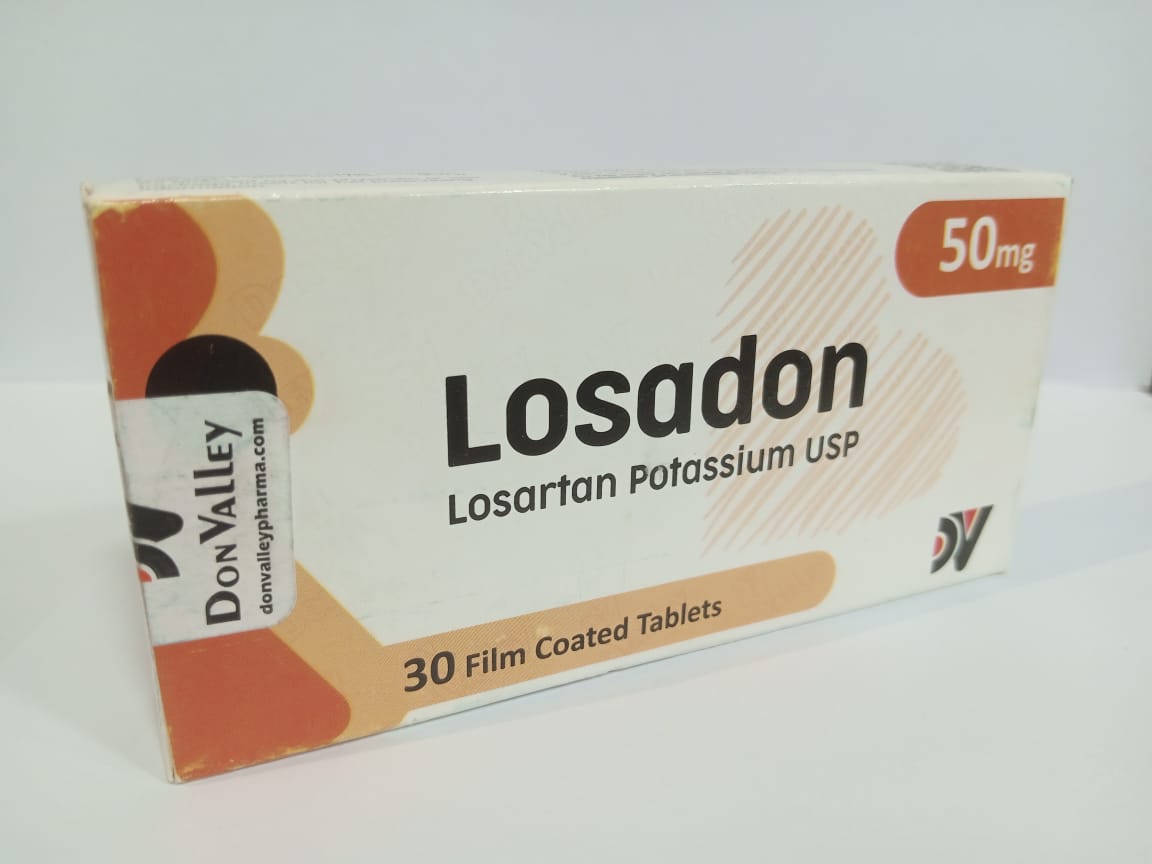 50mg
Losadon
Losartan Potassium USP
DV
30 Film Coated Tablets
DON VALLEY
donvalleypharma.com